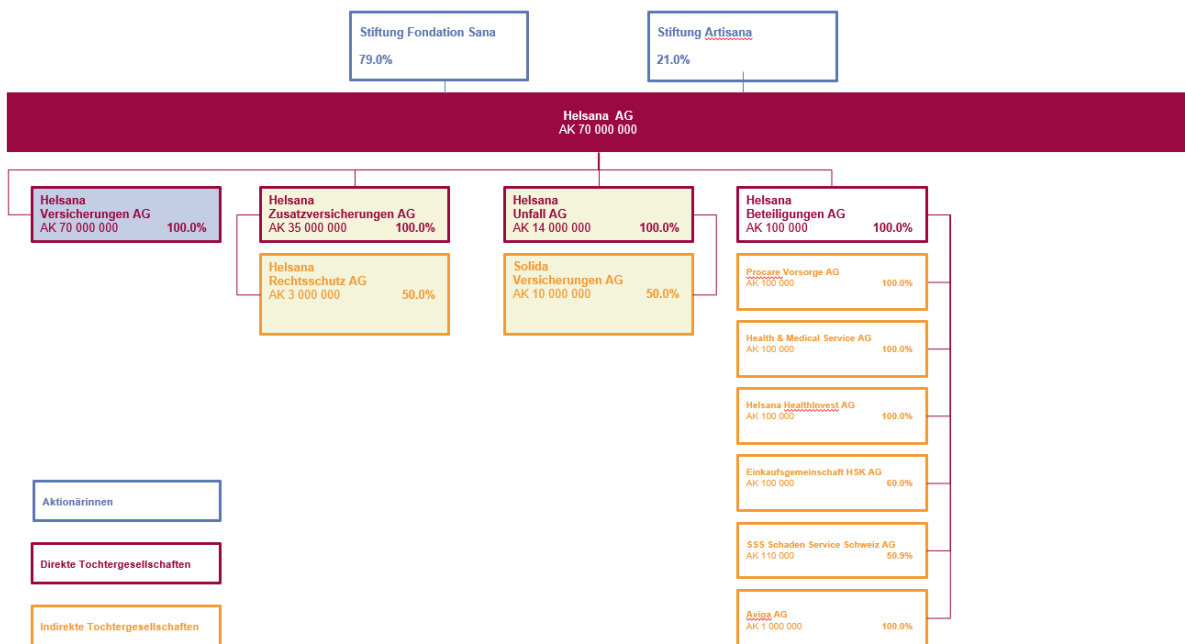 Stiftung Fondation Sana
79.0%
Stiftung Artisana
21.0%
Helsana AG
AK 70 000 000
Helsana
Versicherungen AG
AK 70 000 000 100.0%
Helsana
Zusatzversicherungen AG
AK 35 000 000 100.0%
Helsana
Unfall AG
AK 14 000 000 100.0%
Helsana
Beteiligungen AG
AK 100 000 100.0%
Helsana
Rechtsschutz AG
AK 3 000 000 50.0%
Solida
Versicherungen AG
AK 10 000 000 50.0%
Procare Vorsorge AG
AK 100 000 100.0%
Health & Medical Service AG
AK 100 000 100.0%
Helsana HealthInvest AG
AK 100 000 100.0%
Einkaufsgemeinschaft HSK AG
AK 100 000 60.0%
SSS Schaden Service Schweiz AG
AK 110 000 50.9%
Aviga AG
AK 1 000 000 100.0%
Aktionärinnen
Direkte Tochtergesellschaften
Indirekte Tochtergesellschaften